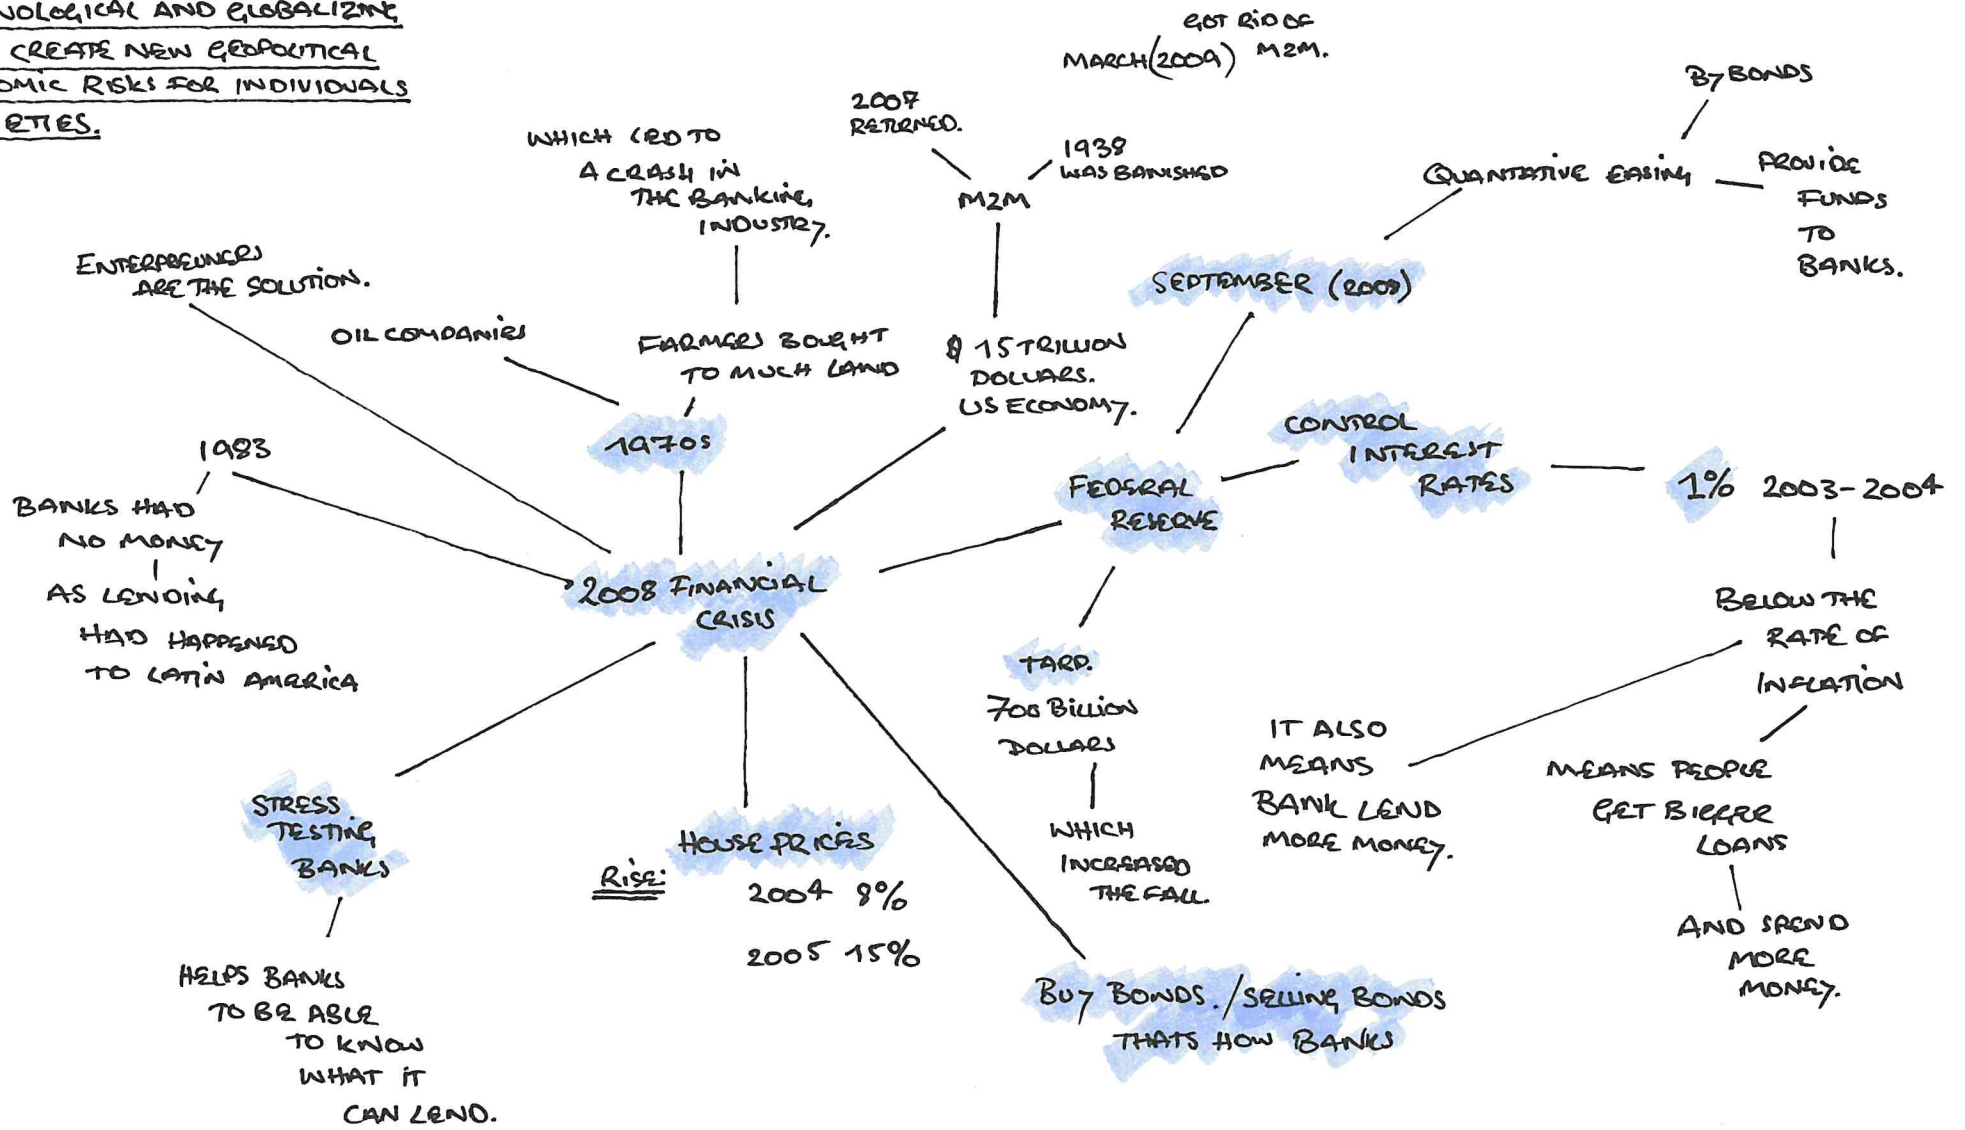 NOLOGICAL AND GLOBALIZING
CREATE NEW GEOPOLITICAL
OMIC RISKS FOR INDIVIDUALS
ETIES.
GOT RID OF
MARCH (2009) M2M.
2007
RETURNED.
1938
WAS BANISHED
M2M
$ 15 TRILLION
DOLLARS.
US ECONOMY.
WHICH LED TO
A CRASH IN
THE BANKING
INDUSTRY.
FARMERS BOUGHT
TO MUCH LAND
OIL COMPANIES
1970s
ENTERPREUNERS
ARE THE SOLUTION.
1983
BANKS HAD
NO MONEY
AS LENDING
HAD HAPPENED
TO LATIN AMERICA
2008 FINANCIAL
CRISIS
BY BONDS
QUANTATIVE EASING
PROVIDE
FUNDS
TO
BANKS.
SEPTEMBER (2008)
FEDERAL
RESERVE
CONTROL
INTEREST
RATES
1% 2003-2004
BELOW THE
RATE OF
INFLATION
IT ALSO
MEANS
BANK LEND
MORE MONEY.
MEANS PEOPLE
GET BIGGER
LOANS
AND SPEND
MORE
MONEY.
TARP.
700 BILLION
DOLLARS
WHICH
INCREASED
THE FALL.
STRESS
TESTING
BANKS
HELPS BANKS
TO BE ABLE
TO KNOW
WHAT IT
CAN LEND.
HOUSE PRICES
RISE:
2004 8%
2005 15%
BUY BONDS. / SELLING BONDS
THATS HOW BANKS